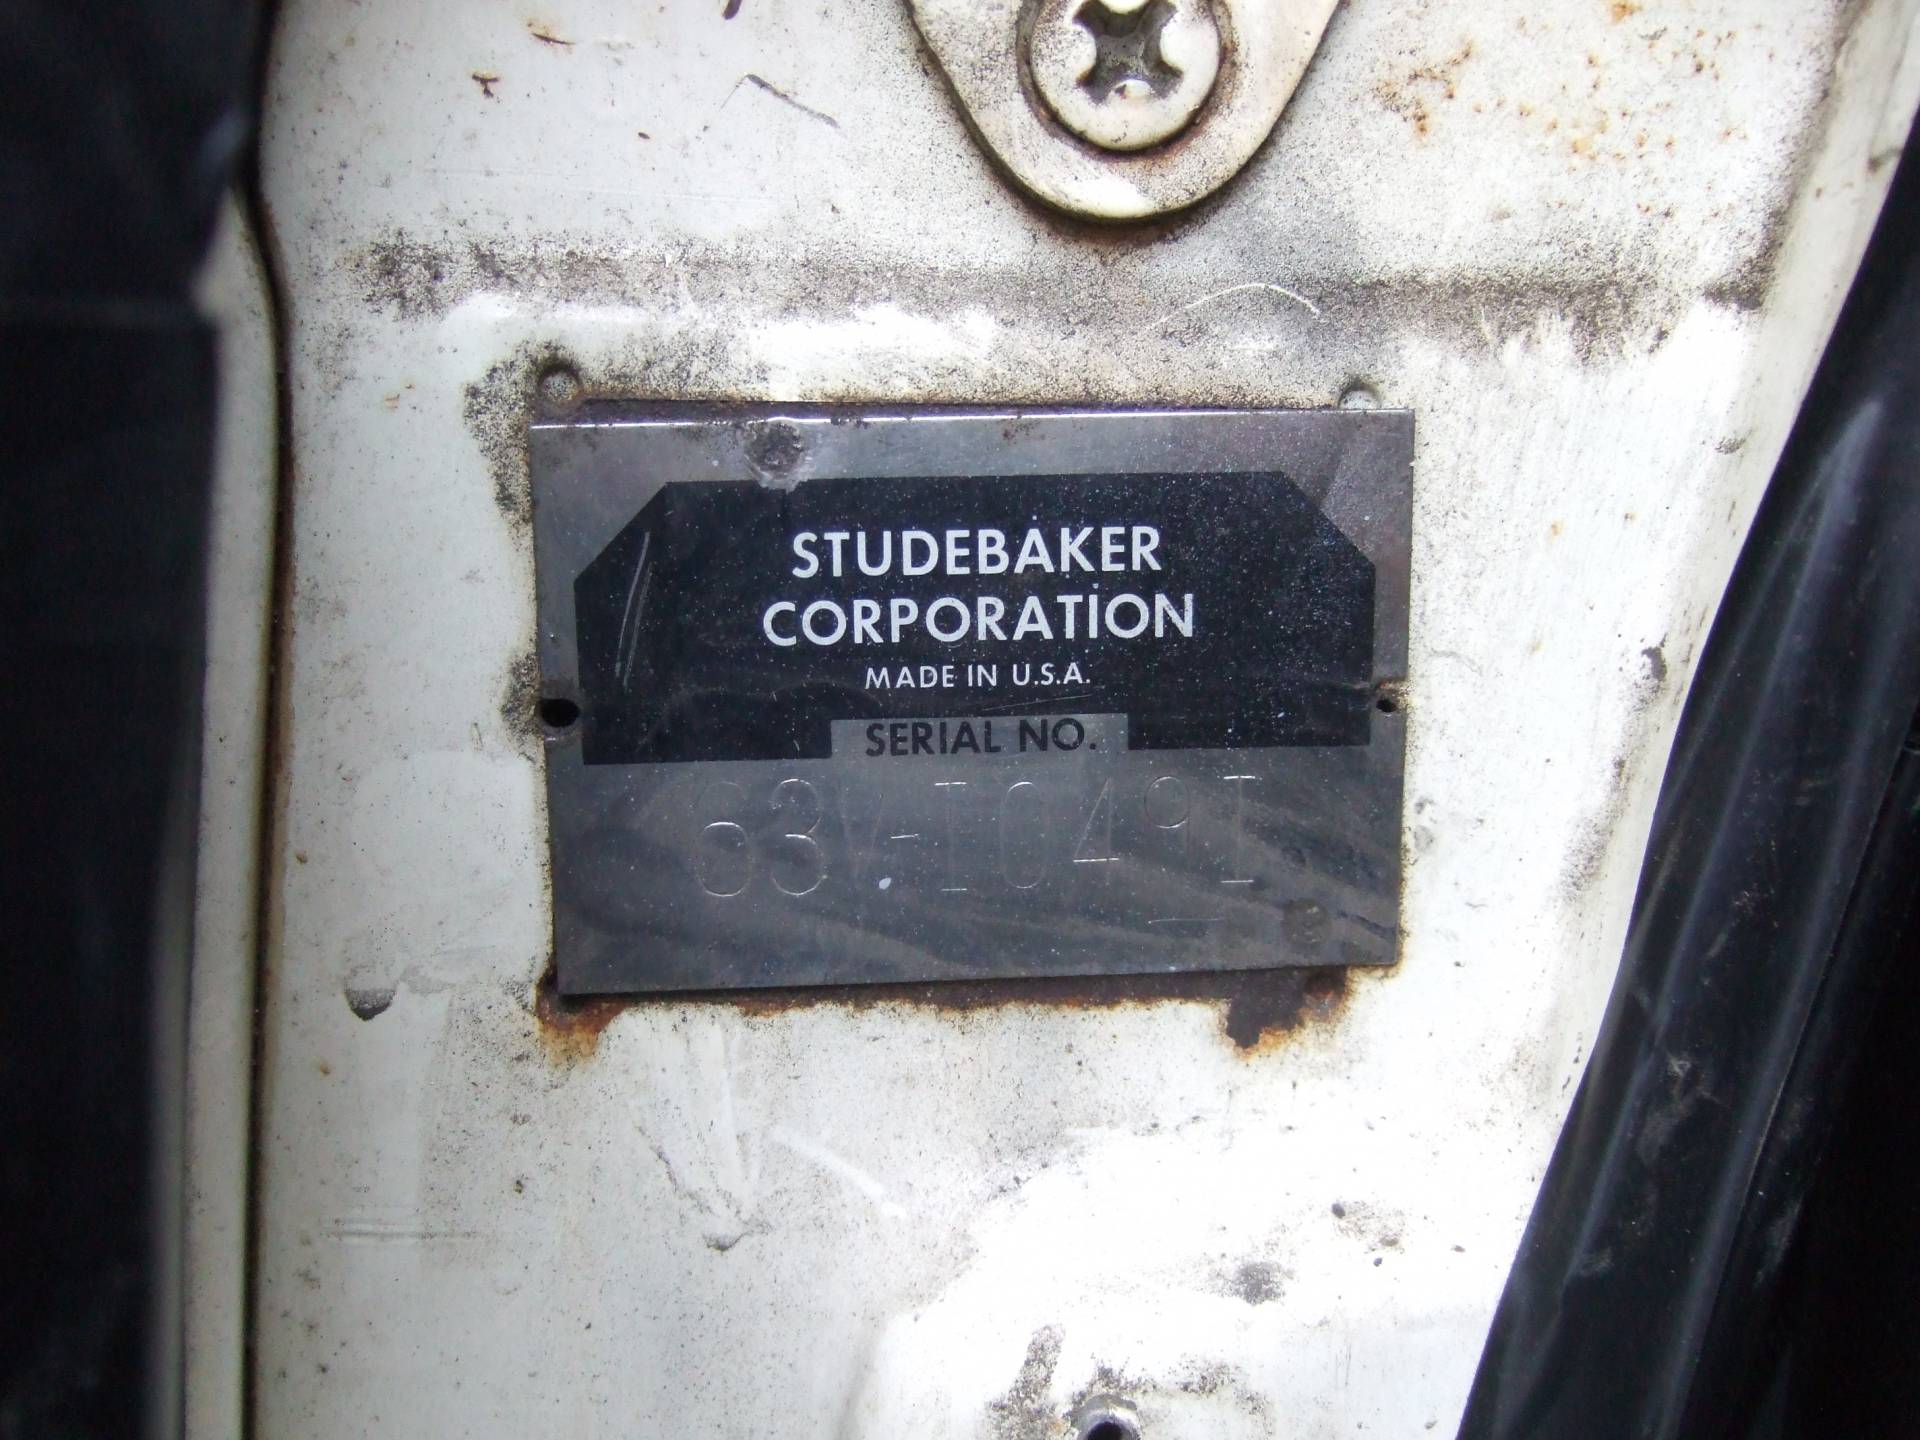 STUDEBAKER
CORPORATION
MADE IN U.S.A.
SERIAL NO.
63V-10491